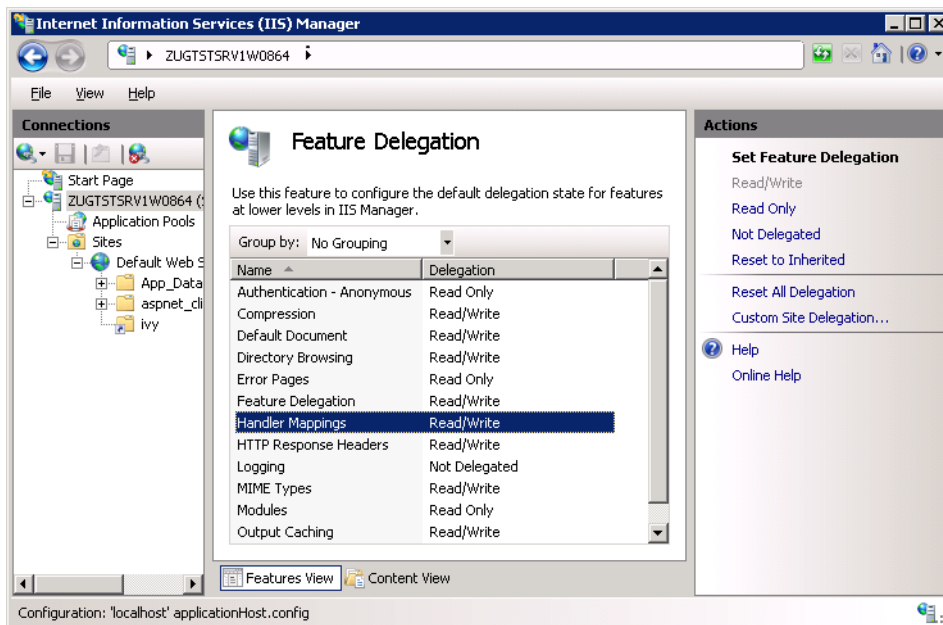 Internet Information Services (IIS) Manager
ZUGTSTSRV1W0864
File View Help
Connections
Start Page
ZUGTSTSRV1W0864 (
Application Pools
Sites
Default Web S
App_Data
aspnet_cli
ivy
Feature Delegation
Use this feature to configure the default delegation state for features
at lower levels in IIS Manager.
Group by: No Grouping
Name Delegation
Authentication - Anonymous Read Only
Compression Read/Write
Default Document Read/Write
Directory Browsing Read/Write
Error Pages Read Only
Feature Delegation Read/Write
Handler Mappings Read/Write
HTTP Response Headers Read/Write
Logging Not Delegated
MIME Types Read/Write
Modules Read Only
Output Caching Read/Write
Features View Content View
Actions
Set Feature Delegation
Read/Write
Read Only
Not Delegated
Reset to Inherited
Reset All Delegation
Custom Site Delegation...
Help
Online Help
Configuration: 'localhost' applicationHost.config